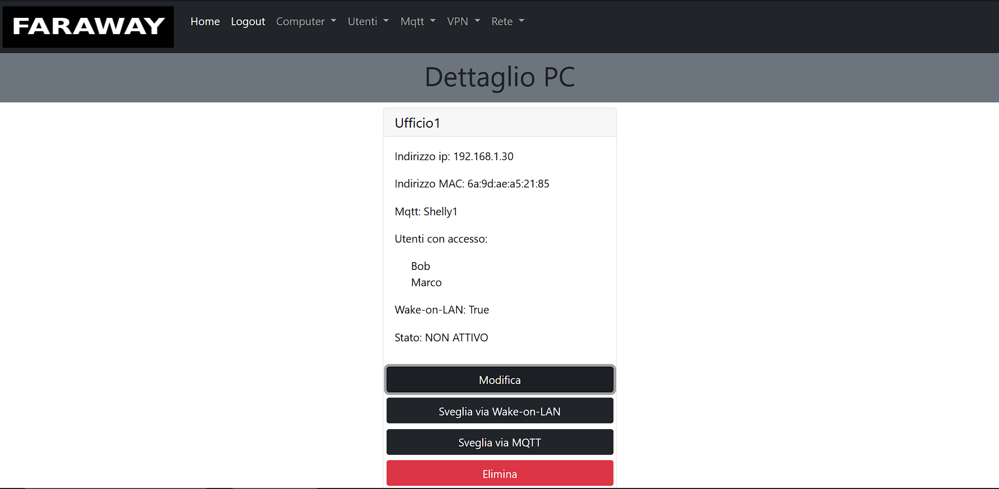 FARAWAY
Home Logout Computer Utenti Mqtt VPN Rete
Dettaglio PC
Ufficio1
Indirizzo ip: 192.168.1.30
Indirizzo MAC: 6a:9d:ae:a5:21:85
Mqtt: Shelly1
Utenti con accesso:
Bob
Marco
Wake-on-LAN: True
Stato: NON ATTIVO
Modifica
Sveglia via Wake-on-LAN
Sveglia via MQTT
Elimina